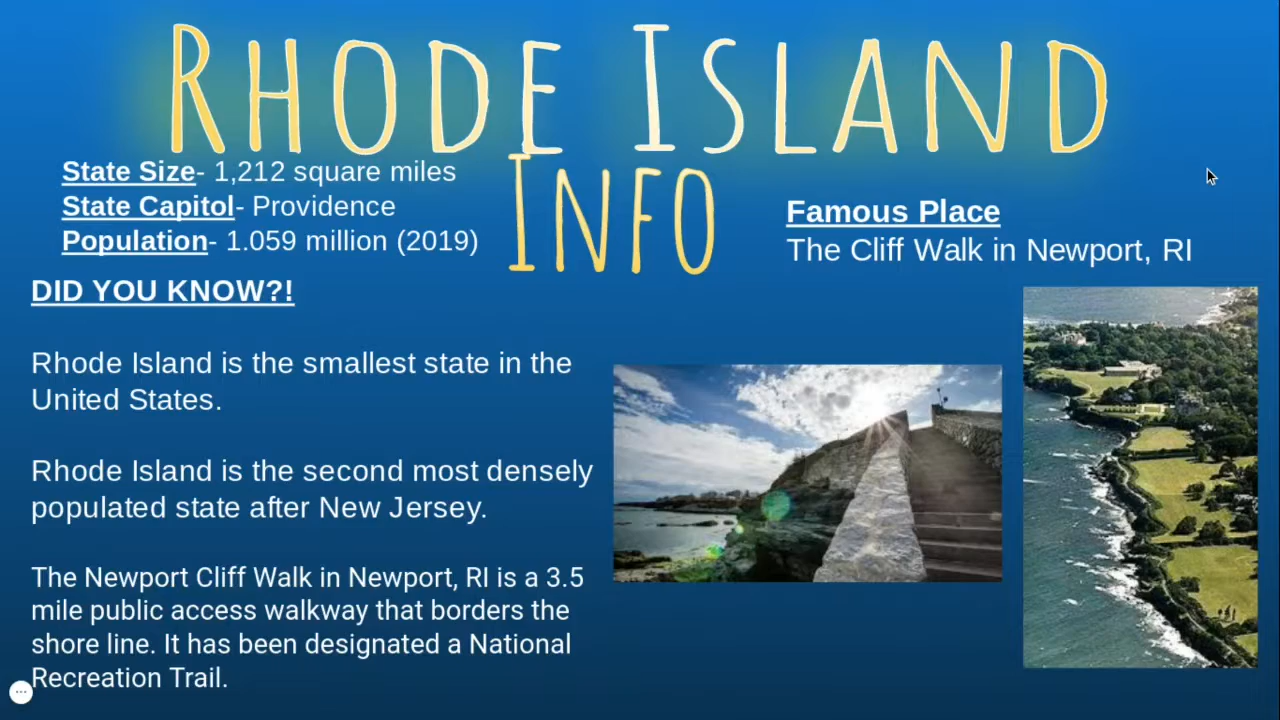 RHODE ISLAND
INFO
State Size- 1,212 square miles
State Capitol- Providence
Population- 1.059 million (2019)
Famous Place
The Cliff Walk in Newport, RI
DID YOU KNOW?!
Rhode Island is the smallest state in the
United States.
Rhode Island is the second most densely
populated state after New Jersey.
The Newport Cliff Walk in Newport, RI is a 3.5
mile public access walkway that borders the
shore line. It has been designated a National
Recreation Trail.